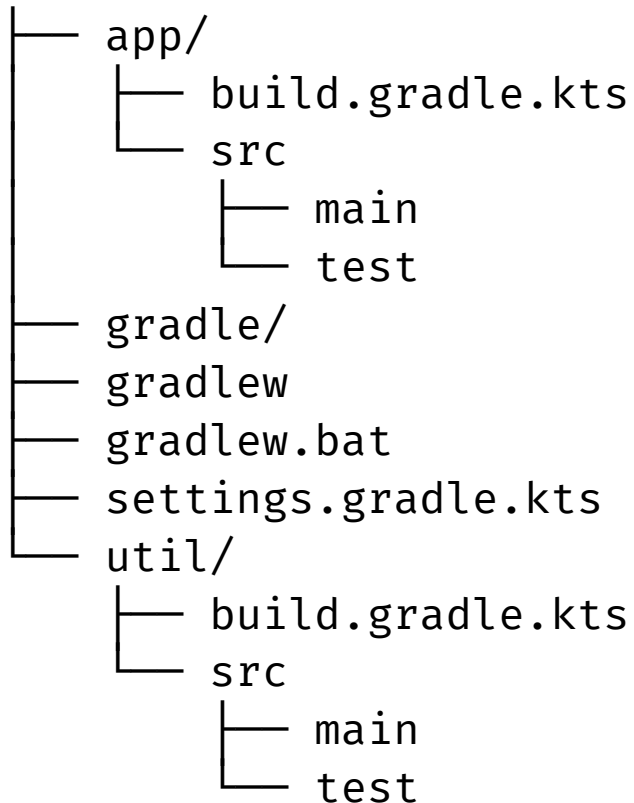 app/
build.gradle.kts
src
main
test
gradle/
gradlew
gradlew.bat
settings.gradle.kts
util/
build.gradle.kts
src
main
test